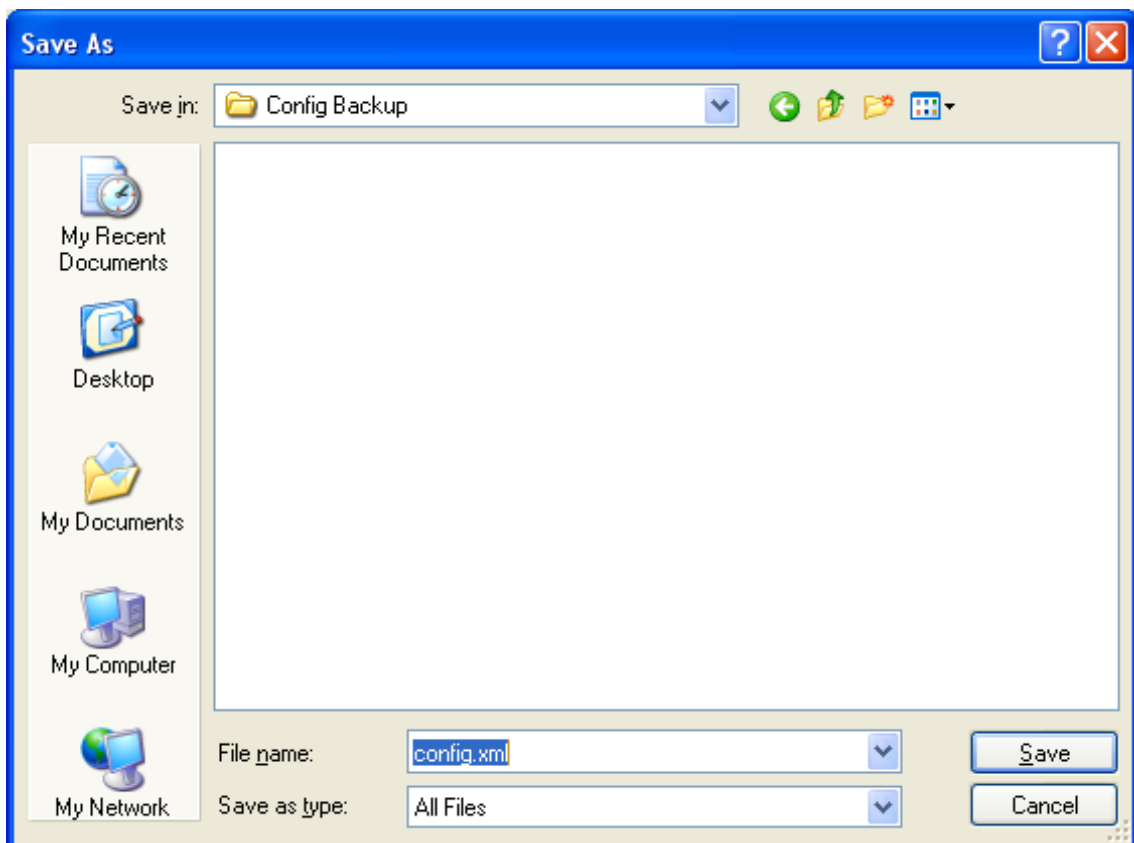 Save As
?
Save in:
Config Backup
My Recent
Documents
Desktop
My Documents
My Computer
My Network
File name:
config.xml
Save
Save as type:
All Files
Cancel